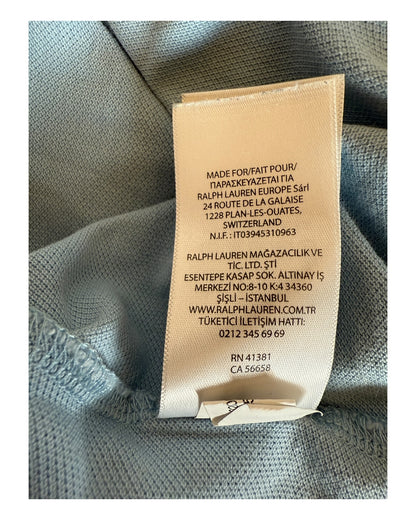 MADE FOR/FAIT POUR/
ΠΑΡΑΣΚΕΥΑΖΕΤΑΙ ΓΙΑ
RALPH LAUREN EUROPE Sàrl
24 ROUTE DE LA GALAISE
1228 PLAN-LES-OUATES,
SWITZERLAND
N.I.F. : IT03945310963
RALPH LAUREN MAĞAZACILIK VE
TİC. LTD. ŞTİ
ESENTEPE KASAP SOK. ALTINAY İŞ
MERKEZİ NO:8-10 K:4 34360
ŞİŞLİ – İSTANBUL
WWW.RALPHLAUREN.COM.TR
TÜKETİCİ İLETİŞİM HATTI:
0212 345 69 69
RN 41381
CA 56658